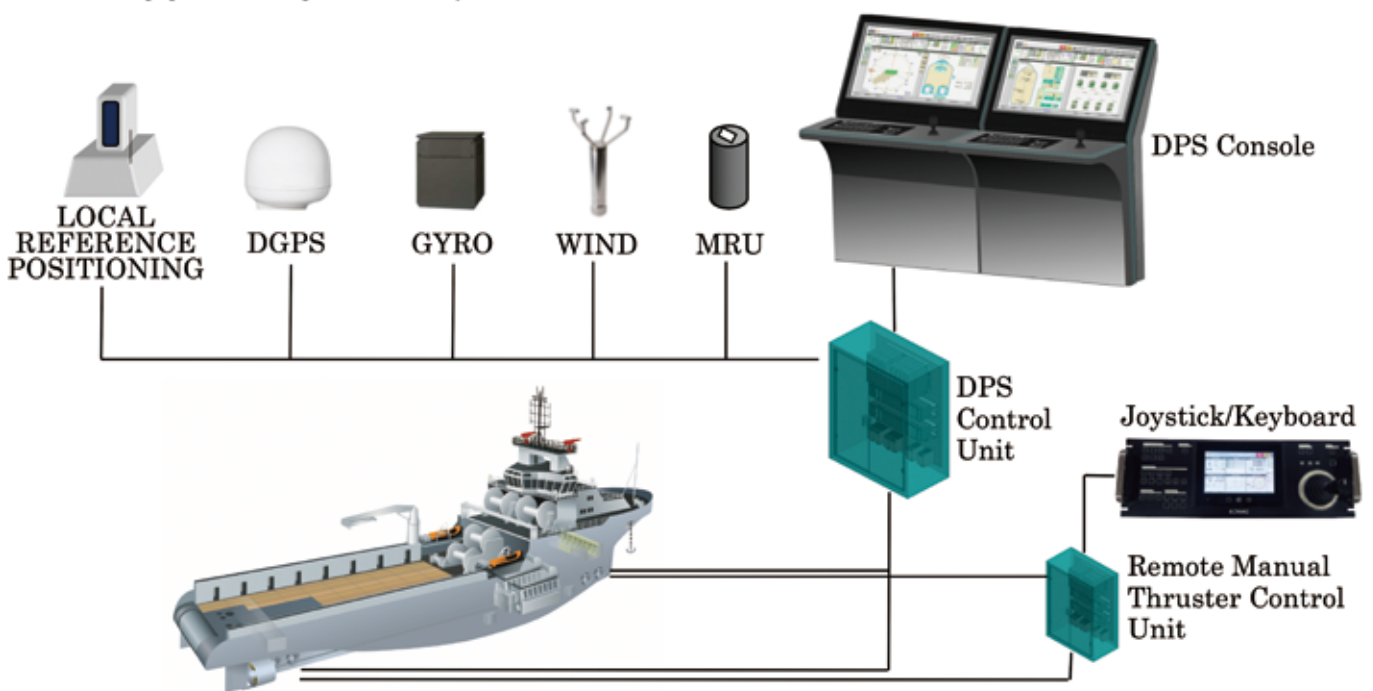 LOCAL
REFERENCE
POSITIONING
DGPS
GYRO
WIND
MRU
DPS Console
DPS
Control
Unit
Joystick/Keyboard
Remote Manual
Thruster Control
Unit